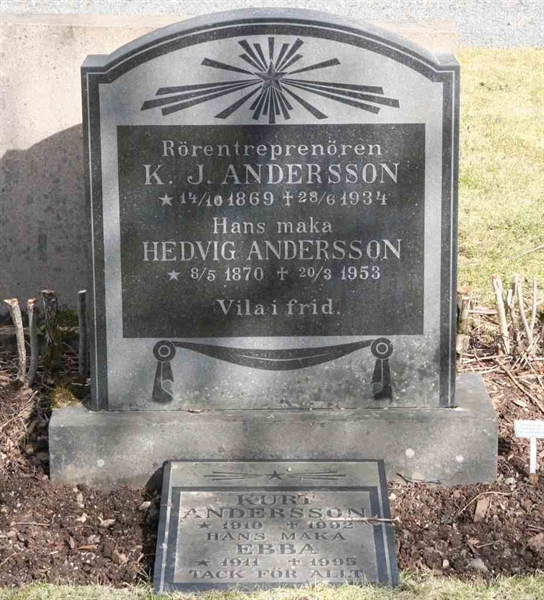 Rörentreprenören
K. J. ANDERSSON
★ 14/10 1869 ✝ 28/6 1934
Hans maka
HEDVIG ANDERSSON
★ 8/5 1870 ✝ 20/3 1953
Vila i frid.
KURT
ANDERSSON
★ 1910 ✝ 1992
HANS MAKA
EBBA
★ 1911 ✝ 1995
TACK FÖR ALLT